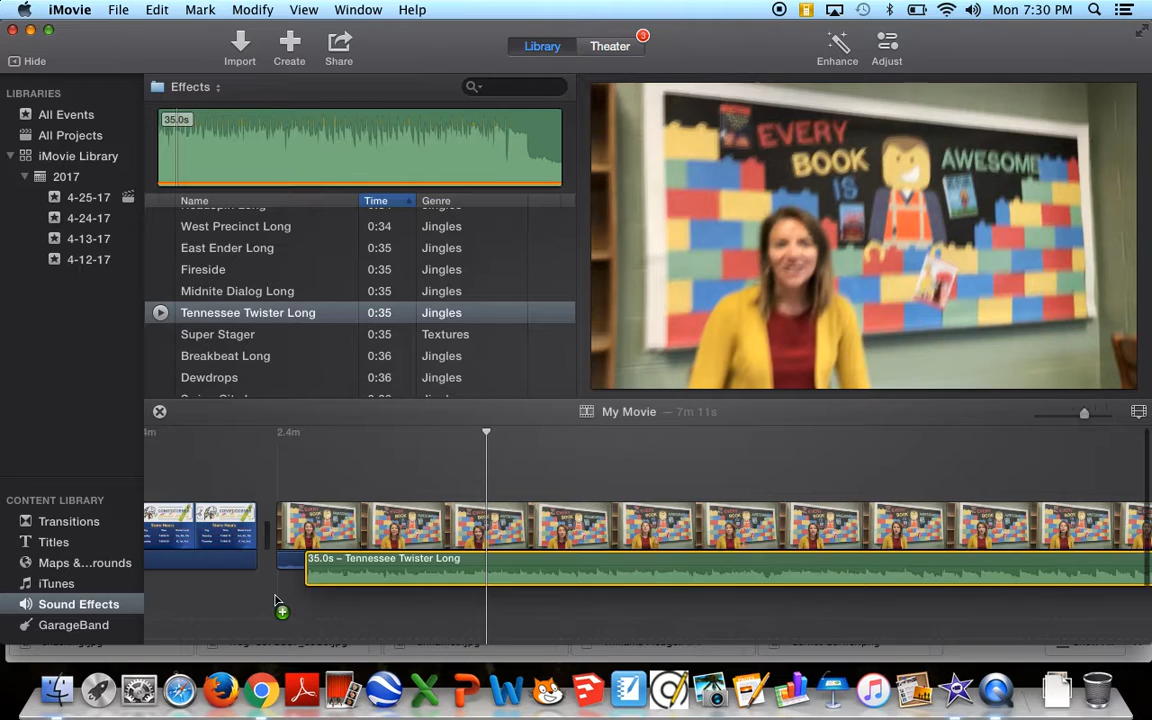 iMovie File Edit Mark Modify View Window Help
Mon 7:30 PM
Hide
Import
Create
Share
Library
Theater
3
Enhance
Adjust
LIBRARIES
All Events
All Projects
iMovie Library
2017
4-25-17
4-24-17
4-13-17
4-12-17
Effects
35.0s
EVERY
BOOK
IS
AWESOME
Name Time Genre
West Precinct Long 0:34 Jingles
East Ender Long 0:35 Jingles
Fireside 0:35 Jingles
Midnite Dialog Long 0:35 Jingles
Tennessee Twister Long 0:35 Jingles
Super Stager 0:35 Textures
Breakbeat Long 0:36 Jingles
Dewdrops 0:36 Jingles
My Movie — 7m 11s
4m
2.4m
35.0s – Tennessee Twister Long
CONTENT LIBRARY
Transitions
Titles
Maps &...rounds
iTunes
Sound Effects
GarageBand